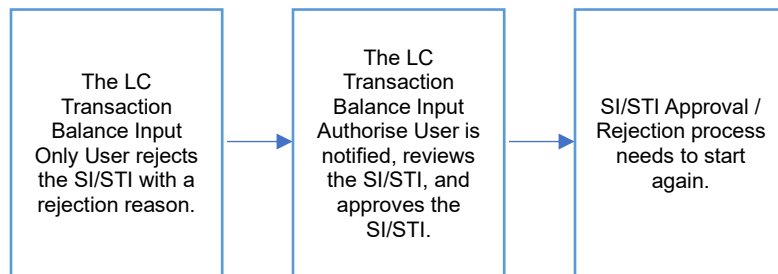 The LC
Transaction
Balance Input
Only User rejects
the SI/STI with a
rejection reason.
The LC
Transaction
Balance Input
Authorise User is
notified, reviews
the SI/STI, and
approves the
SI/STI.
SI/STI Approval /
Rejection process
needs to start
again.